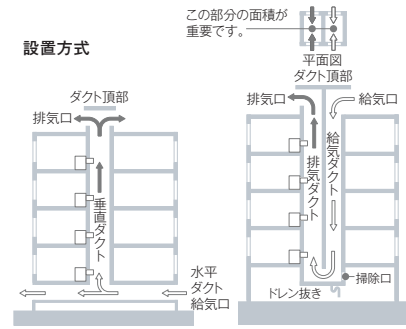 設置方式
この部分の面積が
重要です。
平面図
ダクト頂部
排気口
垂直ダクト
水平
ダクト
給気口
ダクト頂部
排気口
給気口
排気ダクト
給気ダクト
掃除口
ドレン抜き